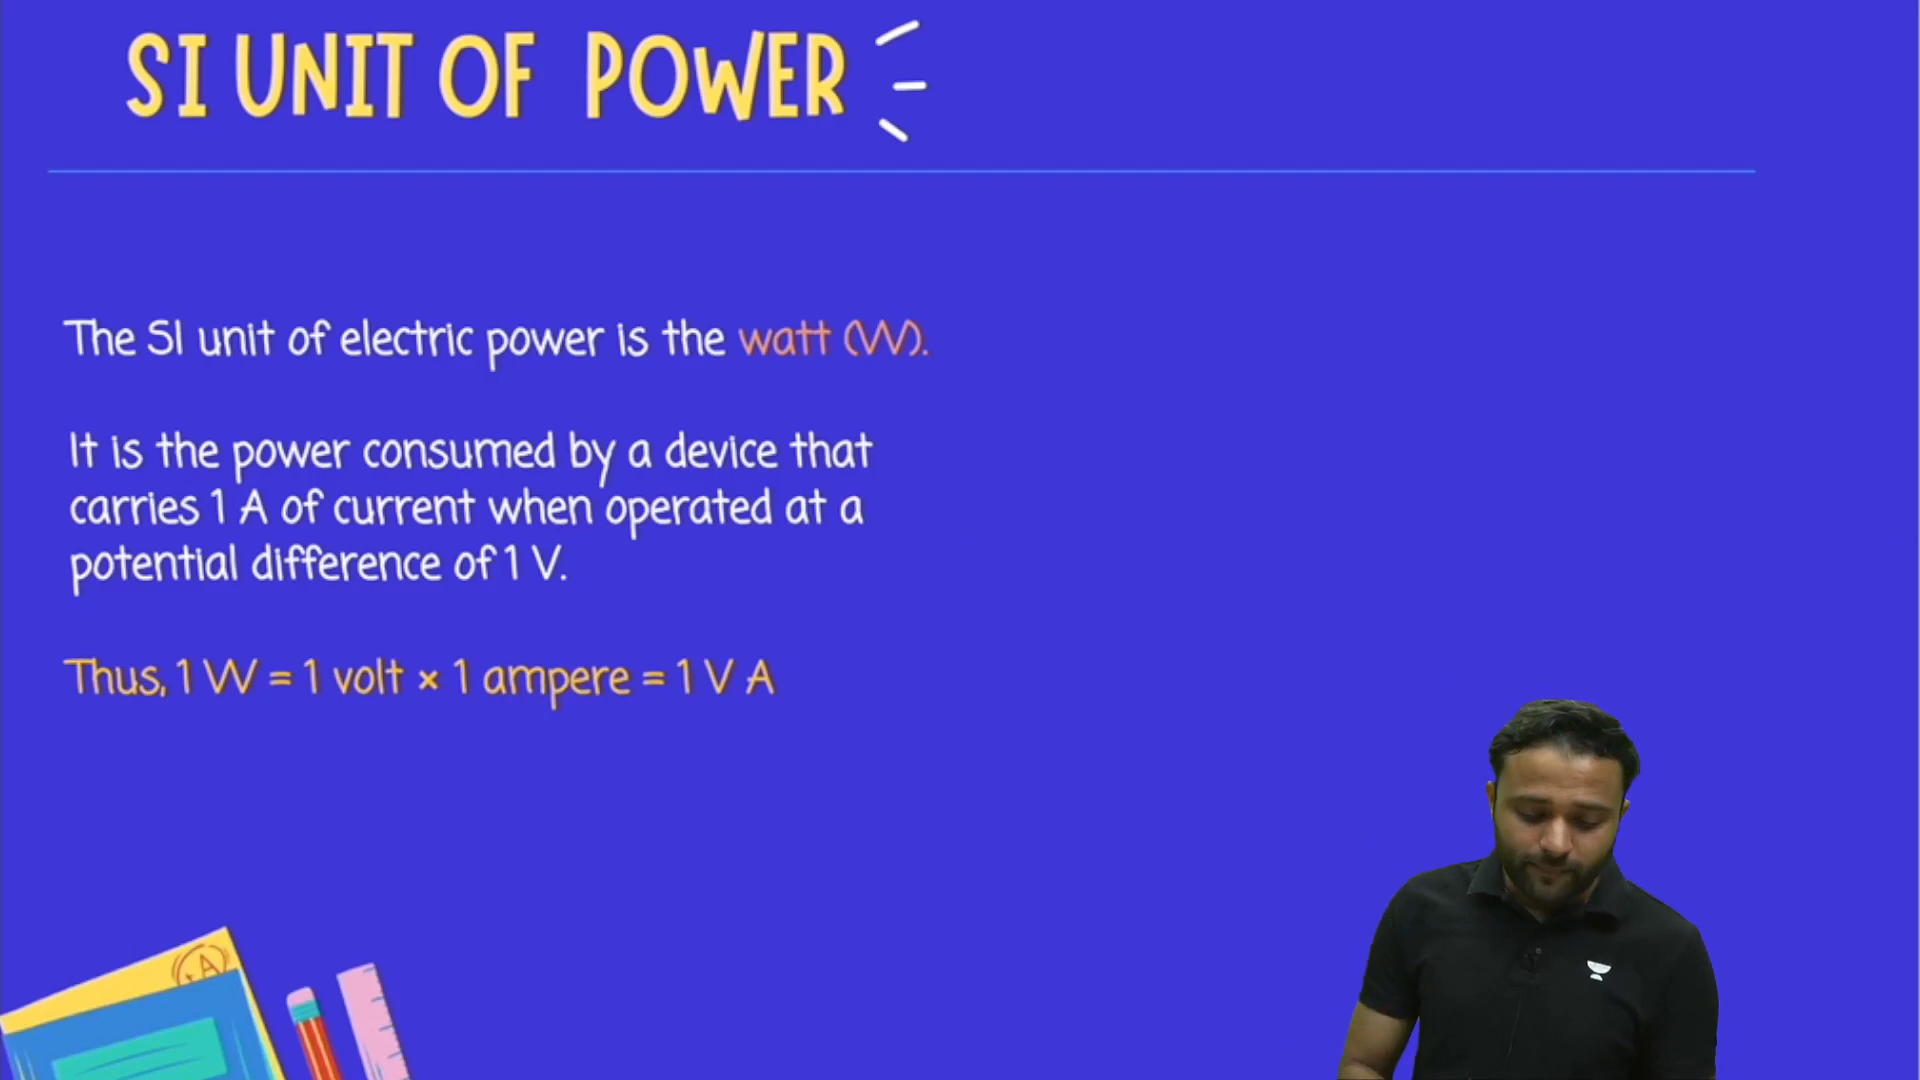 SI UNIT OF POWER
The SI unit of electric power is the watt (W).
It is the power consumed by a device that
carries 1 A of current when operated at a
potential difference of 1 V.
Thus, 1 W = 1 volt × 1 ampere = 1 V A
A+